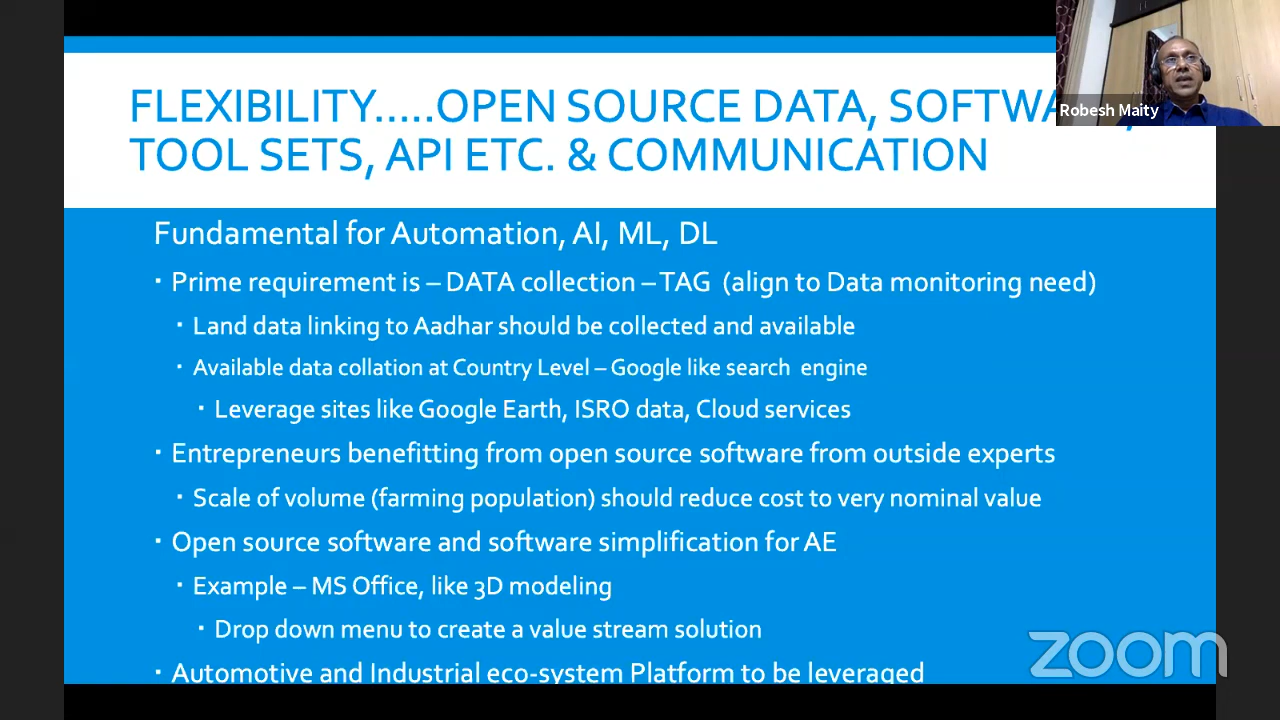 FLEXIBILITY.....OPEN SOURCE DATA,
TOOL SETS, API ETC. & COMMUNICATION
Robesh Maity
Fundamental for Automation, AI, ML, DL
· Prime requirement is – DATA collection – TAG (align to Data monitoring need)
· Land data linking to Aadhar should be collected and available
· Available data collation at Country Level – Google like search engine
· Leverage sites like Google Earth, ISRO data, Cloud services
· Entrepreneurs benefitting from open source software from outside experts
· Scale of volume (farming population) should reduce cost to very nominal value
· Open source software and software simplification for AE
· Example – MS Office, like 3D modeling
· Drop down menu to create a value stream solution
· Automotive and Industrial eco-system Platform to be leveraged
zoom